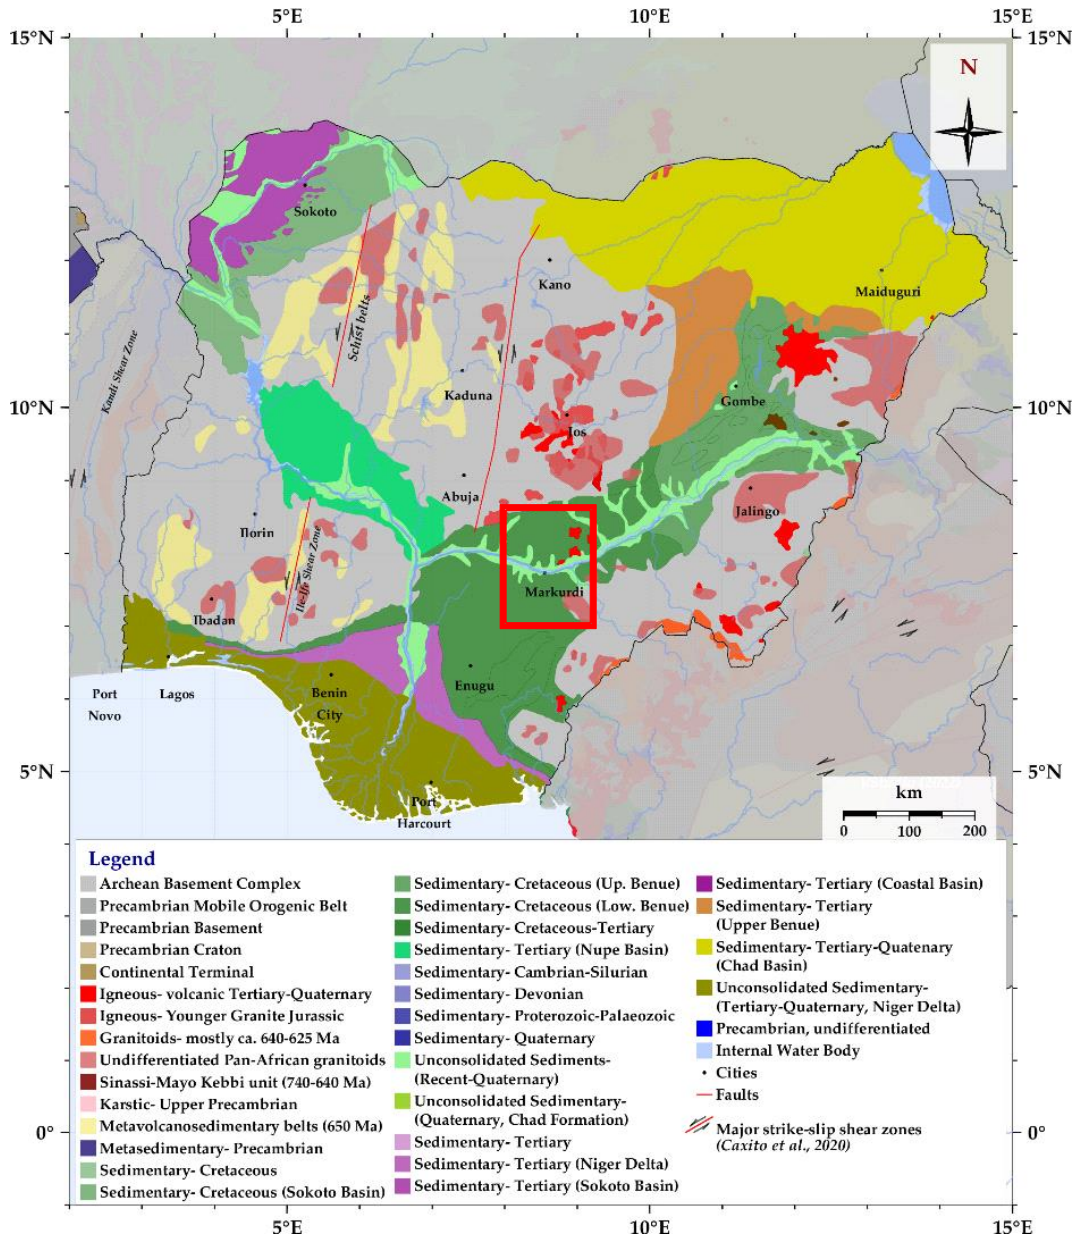 5°E 10°E 15°E
15°N 15°N
N
Sokoto
Kano
Maiduguri
Schist belts
Kandi Shear Zone
Kaduna
Gombe
10°N 10°N
Jos
Abuja
Jalingo
Ilorin
Ile-Ife Shear Zone
Markurdi
Ibadan
Enugu
Port
Novo
Lagos
Benin
City
5°N 5°N
Port
Harcourt
km
0 100 200
Legend
Archean Basement Complex
Precambrian Mobile Orogenic Belt
Precambrian Basement
Precambrian Craton
Continental Terminal
Igneous- volcanic Tertiary-Quaternary
Igneous- Younger Granite Jurassic
Granitoids- mostly ca. 640-625 Ma
Undifferentiated Pan-African granitoids
Sinassi-Mayo Kebbi unit (740-640 Ma)
Karstic- Upper Precambrian
Metavolcanosedimentary belts (650 Ma)
Metasedimentary- Precambrian
Sedimentary- Cretaceous
Sedimentary- Cretaceous (Sokoto Basin)
Sedimentary- Cretaceous (Up. Benue)
Sedimentary- Cretaceous (Low. Benue)
Sedimentary- Cretaceous-Tertiary
Sedimentary- Tertiary (Nupe Basin)
Sedimentary- Cambrian-Silurian
Sedimentary- Devonian
Sedimentary- Proterozoic-Palaeozoic
Sedimentary- Quaternary
Unconsolidated Sediments-
(Recent-Quaternary)
Unconsolidated Sedimentary-
(Quaternary, Chad Formation)
Sedimentary- Tertiary
Sedimentary- Tertiary (Niger Delta)
Sedimentary- Tertiary (Sokoto Basin)
Sedimentary- Tertiary (Coastal Basin)
Sedimentary- Tertiary
(Upper Benue)
Sedimentary- Tertiary-Quatenary
(Chad Basin)
Unconsolidated Sedimentary-
(Tertiary-Quaternary, Niger Delta)
Precambrian, undifferentiated
Internal Water Body
Cities
Faults
Major strike-slip shear zones
(Caxito et al., 2020)
0° 0°
5°E 10°E 15°E